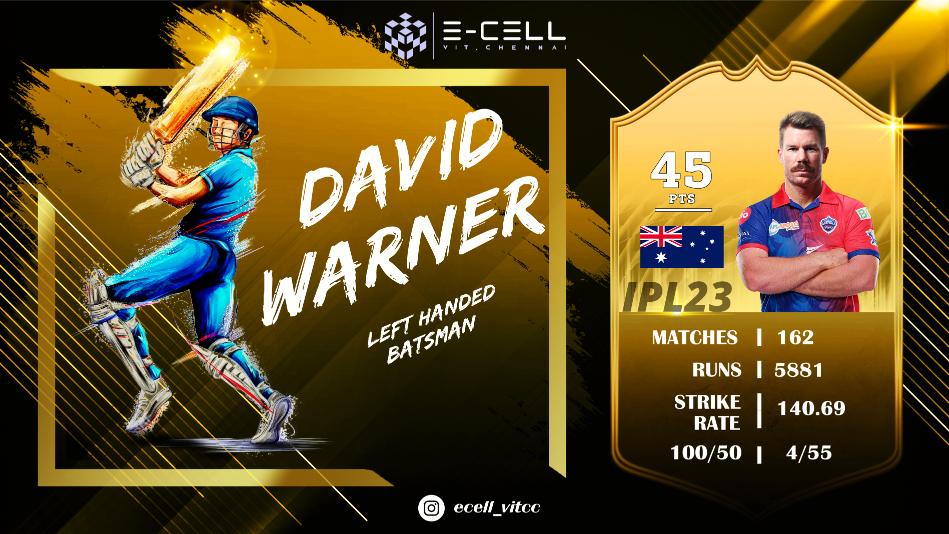 E-CELL
VIT, CHENNAI
DAVID
WARNER
LEFT HANDED
BATSMAN
45
PTS
IPL23
MATCHES | 162
RUNS | 5881
STRIKE RATE | 140.69
100/50 | 4/55
ecell_vitcc